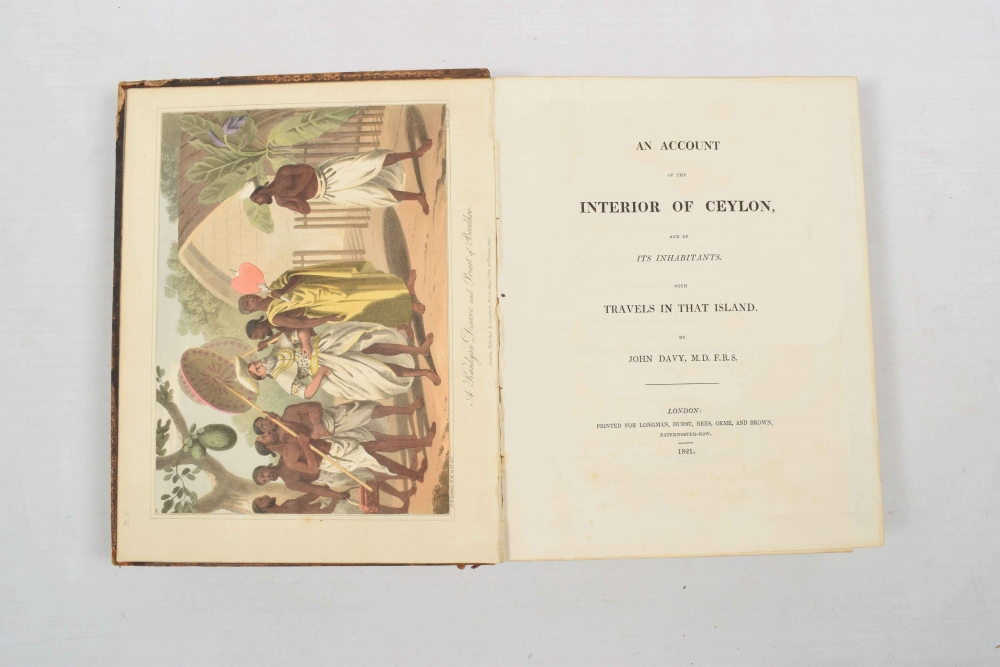 A Kandyan Disave and Priest of Boodhoo.
AN ACCOUNT
OF THE
INTERIOR OF CEYLON,
AND OF
ITS INHABITANTS.
WITH
TRAVELS IN THAT ISLAND.
BY
JOHN DAVY, M.D. F.R.S.
LONDON:
PRINTED FOR LONGMAN, HURST, REES, ORME, AND BROWN,
PATERNOSTER-ROW.
1821.